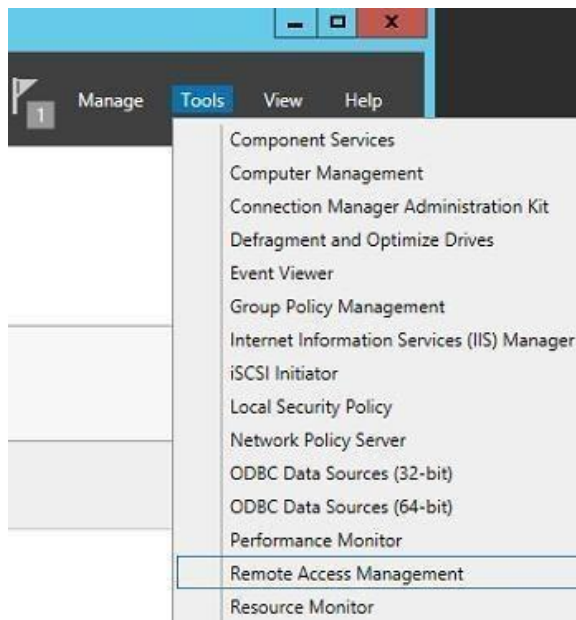 1
Manage Tools View Help
Component Services
Computer Management
Connection Manager Administration Kit
Defragment and Optimize Drives
Event Viewer
Group Policy Management
Internet Information Services (IIS) Manager
iSCSI Initiator
Local Security Policy
Network Policy Server
ODBC Data Sources (32-bit)
ODBC Data Sources (64-bit)
Performance Monitor
Remote Access Management
Resource Monitor